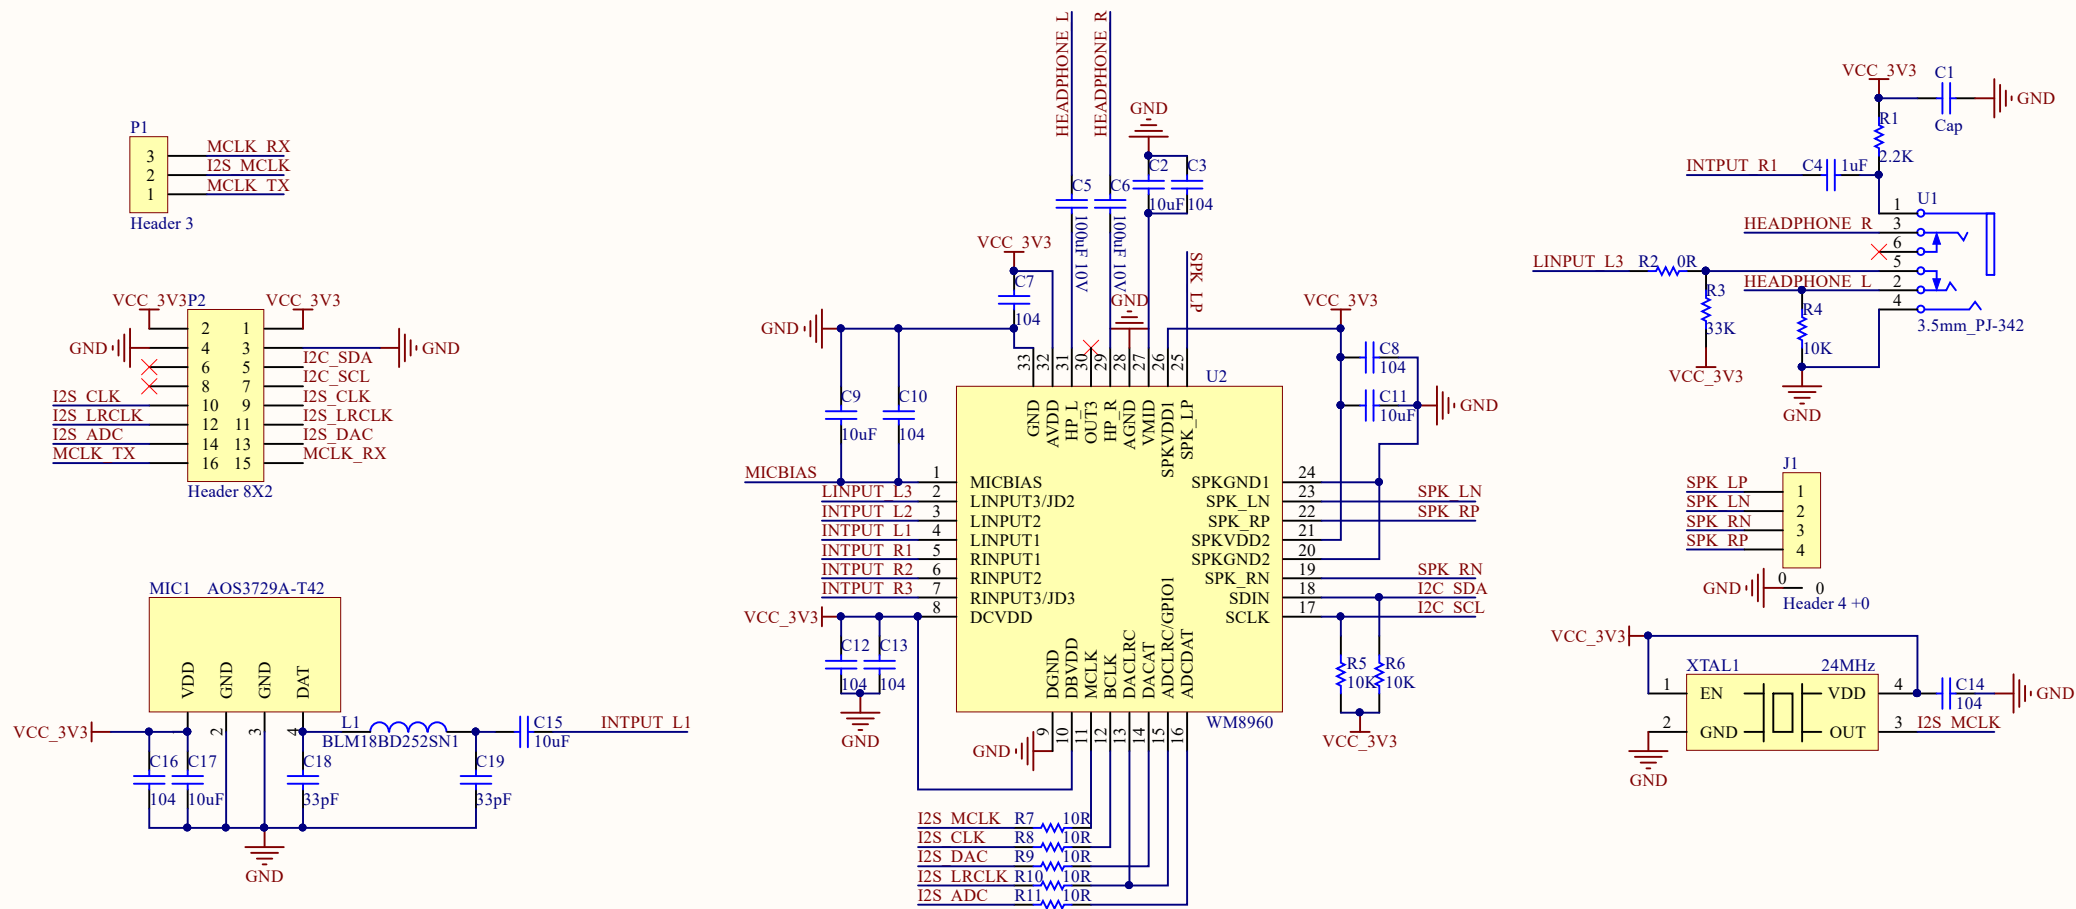 P1
3 MCLK_RX
2 I2S_MCLK
1 MCLK_TX
Header 3
VCC_3V3 P2 VCC_3V3
2 1
GND 4 3 GND
6 5 I2C_SDA
8 7 I2C_SCL
I2S_CLK 10 9 I2S_CLK
I2S_LRCLK 12 11 I2S_LRCLK
I2S_ADC 14 13 I2S_DAC
MCLK_TX 16 15 MCLK_RX
Header 8X2
MIC1 AOS3729A-T42
VDD GND GND DAT
VCC_3V3 2 3 4 L1 C15 INTPUT_L1
BLM18BD252SN1 10uF
C16 C17 C18 C19
104 10uF 33pF 33pF
GND
HEADPHONE_L HEADPHONE_R
GND
C5 C6 C2 C3
100uF 10V 100uF 10V 10uF 104
VCC_3V3
C7
104
GND
GND
SPK_LP
VCC_3V3
C8
104
C11
10uF
GND
C9 C10
10uF 104
33 32 31 30 29 28 27 26 25
U2
GND AVDD HP_L OUT3 HP_R AGND VMID SPKVDD1 SPK_LP
MICBIAS 1 MICBIAS
LINPUT_L3 2 LINPUT3/JD2
INTPUT_L2 3 LINPUT2
INTPUT_L1 4 LINPUT1
INTPUT_R1 5 RINPUT1
INTPUT_R2 6 RINPUT2
INTPUT_R3 7 RINPUT3/JD3
VCC_3V3 8 DCVDD
SPKGND1 24
SPK_LN 23 SPK_LN
SPK_RP 22 SPK_RP
SPKVDD2 21
SPKGND2 20
SPK_RN 19 SPK_RN
SDIN 18 I2C_SDA
SCLK 17 I2C_SCL
C12 C13
104 104
GND
R5 R6
10K 10K
VCC_3V3
DGND DBVDD MCLK BCLK DACLRC DACAT ADCLRC/GPIO1 ADCDAT
WM8960
GND 9 10 11 12 13 14 15 16
I2S_MCLK R7 10R
I2S_CLK R8 10R
I2S_DAC R9 10R
I2S_LRCLK R10 10R
I2S_ADC R11 10R
VCC_3V3 C1
GND
R1 Cap
2.2K
INTPUT_R1 C4 1uF
U1
1
HEADPHONE_R 3
6
LINPUT_L3 R2 0R 5
HEADPHONE_L 2
4
R3 R4
33K 10K
3.5mm_PJ-342
VCC_3V3
GND
J1
SPK_LP 1
SPK_LN 2
SPK_RN 3
SPK_RP 4
GND 0 0
Header 4 +0
VCC_3V3
XTAL1 24MHz
1 EN VDD 4 C14 GND
104
2 GND OUT 3 I2S_MCLK
GND